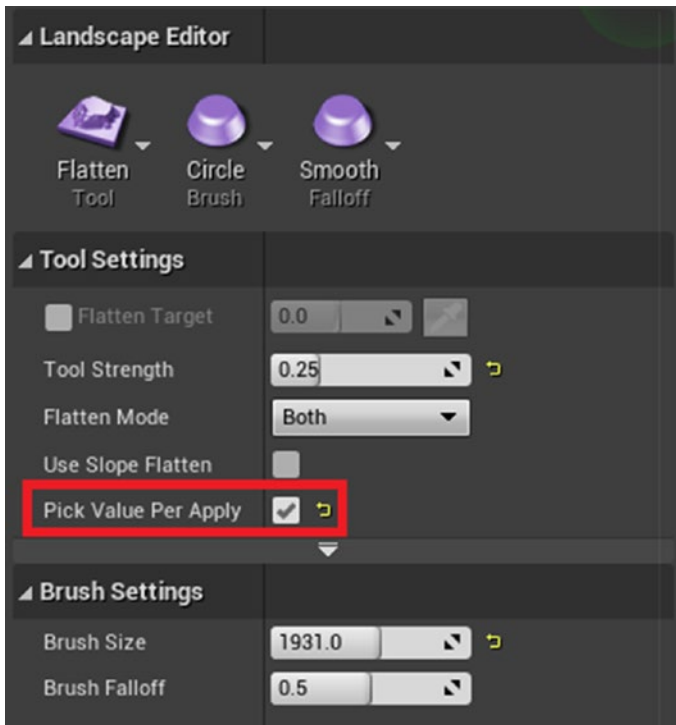 Landscape Editor
Flatten Circle Smooth
Tool Brush Falloff
Tool Settings
Flatten Target 0.0
Tool Strength 0.25
Flatten Mode Both
Use Slope Flatten
Pick Value Per Apply
Brush Settings
Brush Size 1931.0
Brush Falloff 0.5